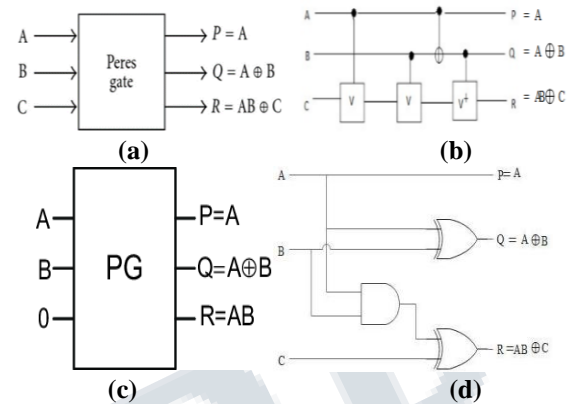 A
B
C
Peres
gate
P = A
Q = A ⊕ B
R = AB ⊕ C
(a)
A
B
C
V
V
V+
P = A
Q = A ⊕ B
R = AB ⊕ C
(b)
A
B
0
PG
P=A
Q=A⊕B
R=AB
(c)
A
B
C
P= A
Q = A ⊕B
R=AB ⊕C
(d)